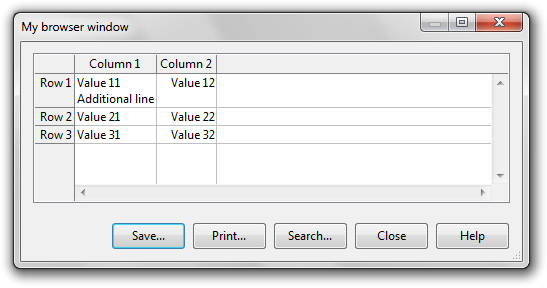 My browser window
Column 1 Column 2
Row 1 Value 11 Value 12
Additional line
Row 2 Value 21 Value 22
Row 3 Value 31 Value 32
Save... Print... Search... Close Help